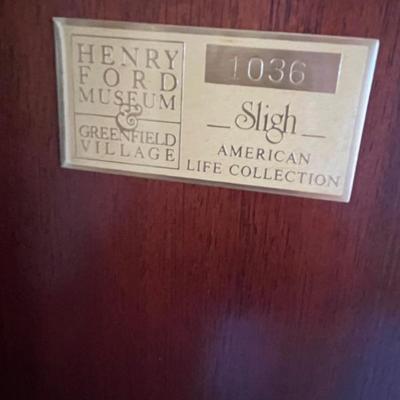 HENRY
FORD
MUSEUM
&
GREENFIELD
VILLAGE
1036
Sligh
AMERICAN
LIFE COLLECTION